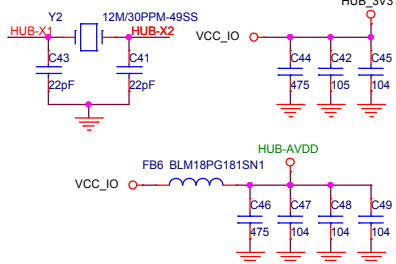 HUB_3V3
Y2 12M/30PPM-49SS
HUB-X1 HUB-X2 VCC_IO
C43 C41 C44 C42 C45
22pF 22pF 475 105 104
HUB-AVDD
FB6 BLM18PG181SN1
VCC_IO
C46 C47 C48 C49
475 104 104 104